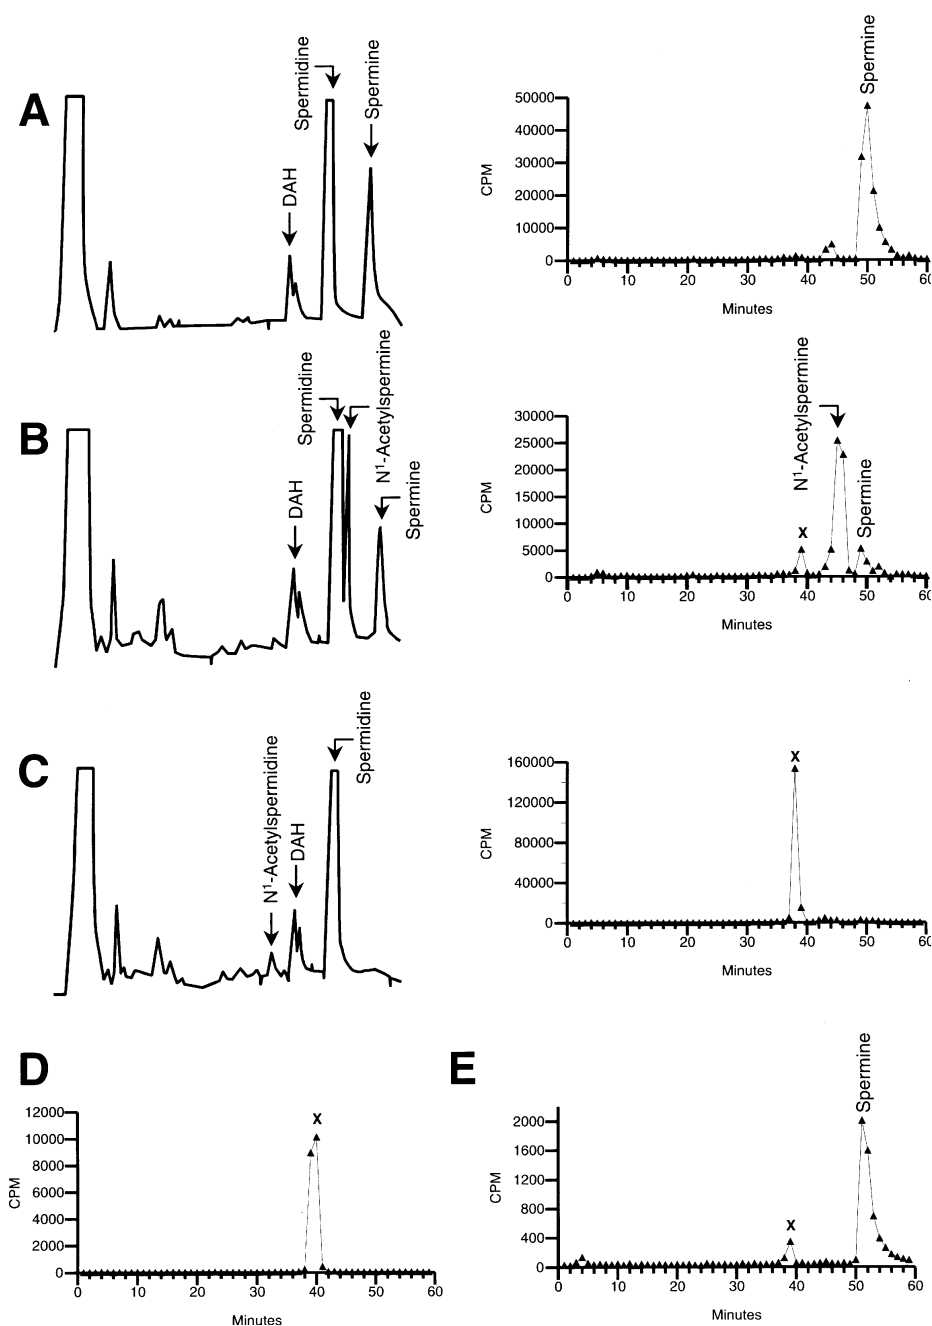 A
DAH
Spermidine
Spermine
CPM
50000
40000
30000
20000
10000
0
Spermine
0 10 20 30 40 50 60
Minutes
B
DAH
Spermidine
N¹-Acetylspermine
Spermine
CPM
30000
25000
20000
15000
10000
5000
0
X
N¹-Acetylspermine
Spermine
0 10 20 30 40 50 60
Minutes
C
N¹-Acetylspermidine
DAH
Spermidine
CPM
160000
120000
80000
40000
0
X
0 10 20 30 40 50 60
Minutes
D
CPM
12000
10000
8000
6000
4000
2000
0
X
0 10 20 30 40 50 60
Minutes
E
CPM
2000
1600
1200
800
400
0
X
Spermine
0 10 20 30 40 50 60
Minutes